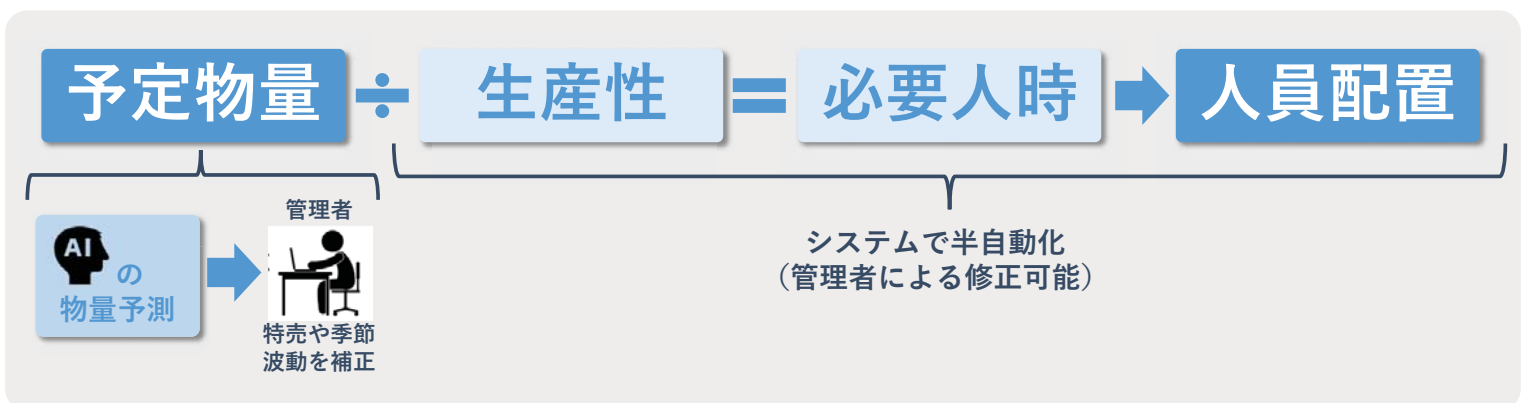 予定物量 ÷ 生産性 = 必要人時 人員配置
管理者
AI の
物量予測
特売や季節
波動を補正
システムで半自動化
（管理者による修正可能）